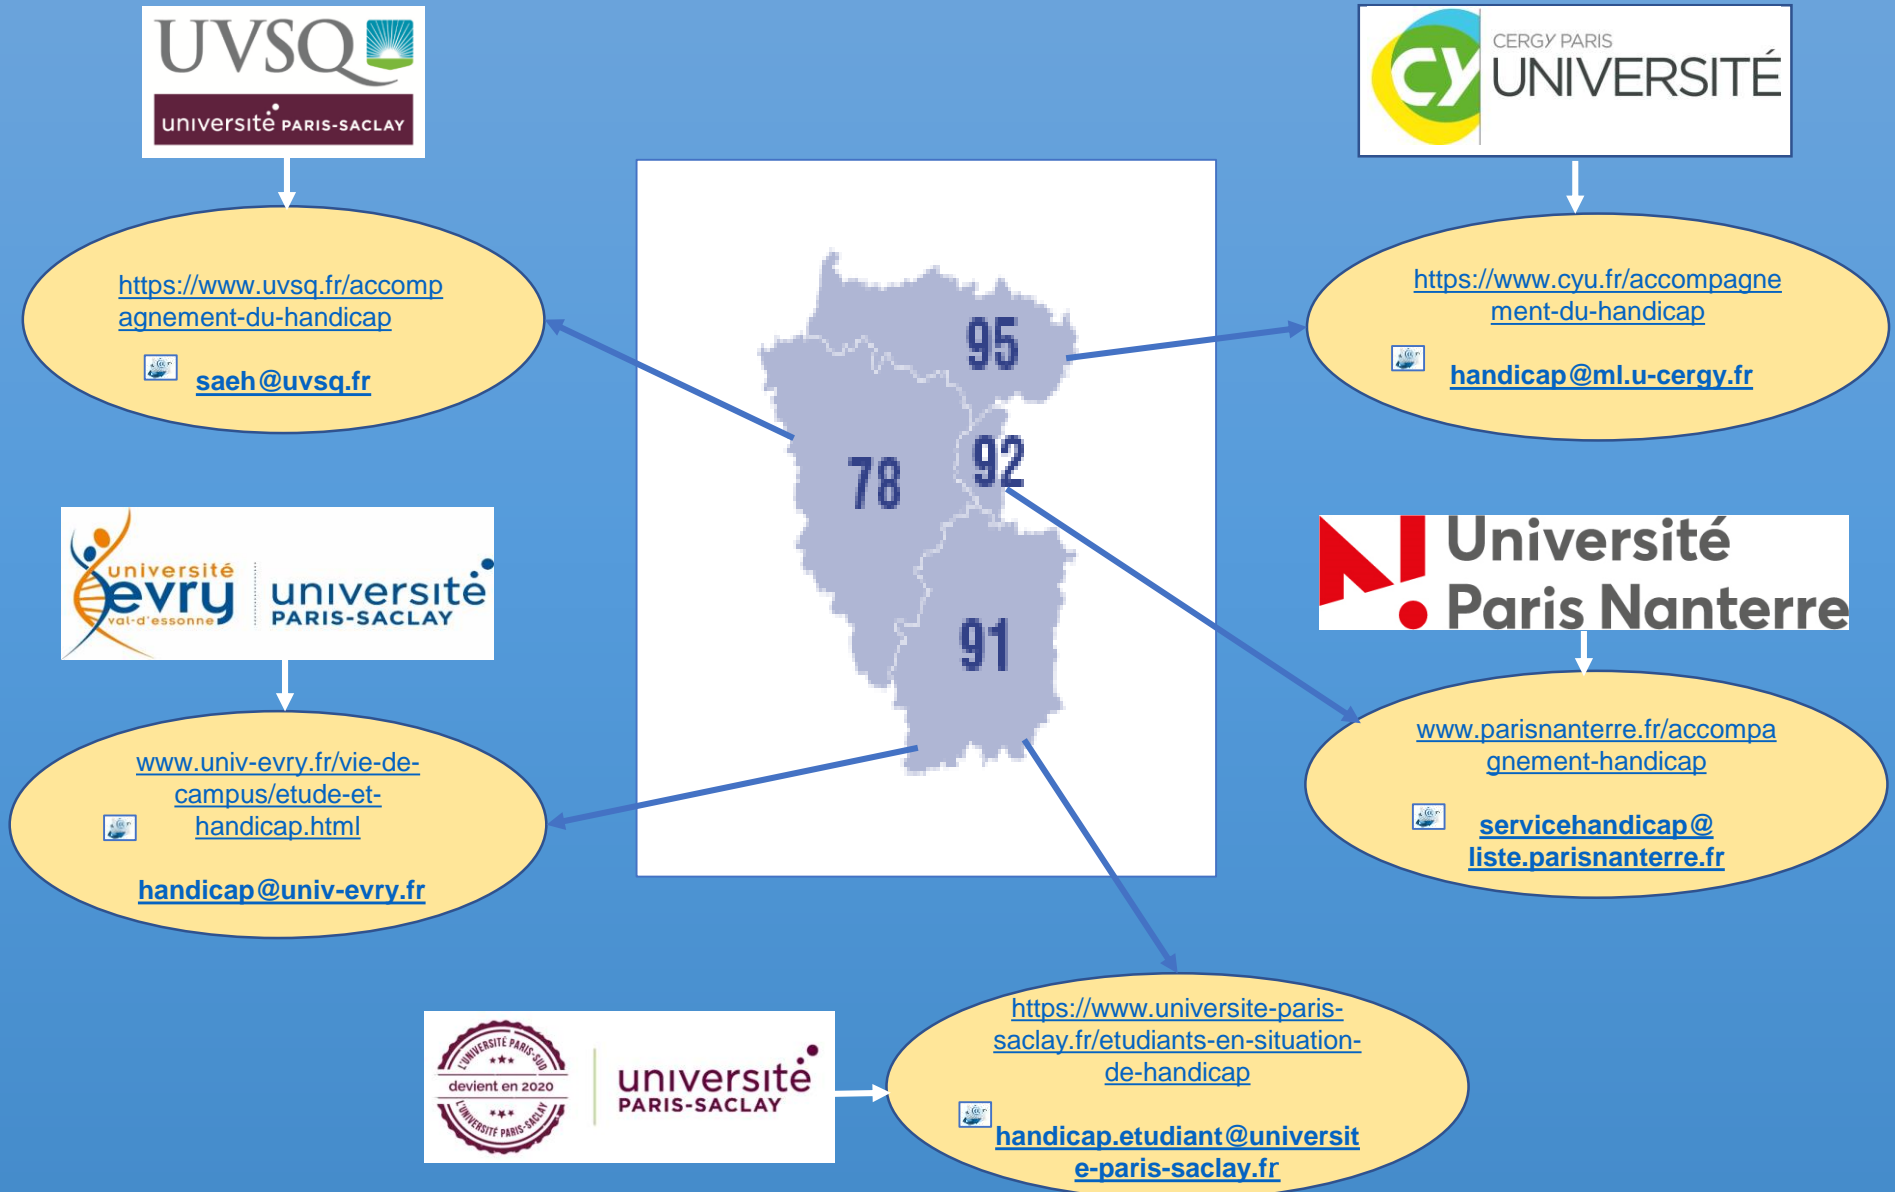 UVSQ
université PARIS-SACLAY
https://www.uvsq.fr/accomp
agnement-du-handicap
saeh@uvsq.fr
CERGY PARIS
CY UNIVERSITÉ
https://www.cyu.fr/accompagne
ment-du-handicap
handicap@ml.u-cergy.fr
95
78
92
91
université
evry
val-d'essonne
université
PARIS-SACLAY
www.univ-evry.fr/vie-de-
campus/etude-et-
handicap.html
handicap@univ-evry.fr
Université
Paris Nanterre
www.parisnanterre.fr/accompa
gnement-handicap
servicehandicap@
liste.parisnanterre.fr
L'UNIVERSITÉ PARIS-SUD
devient en 2020
L'UNIVERSITÉ PARIS-SACLAY
université
PARIS-SACLAY
https://www.universite-paris-
saclay.fr/etudiants-en-situation-
de-handicap
handicap.etudiant@universit
e-paris-saclay.fr